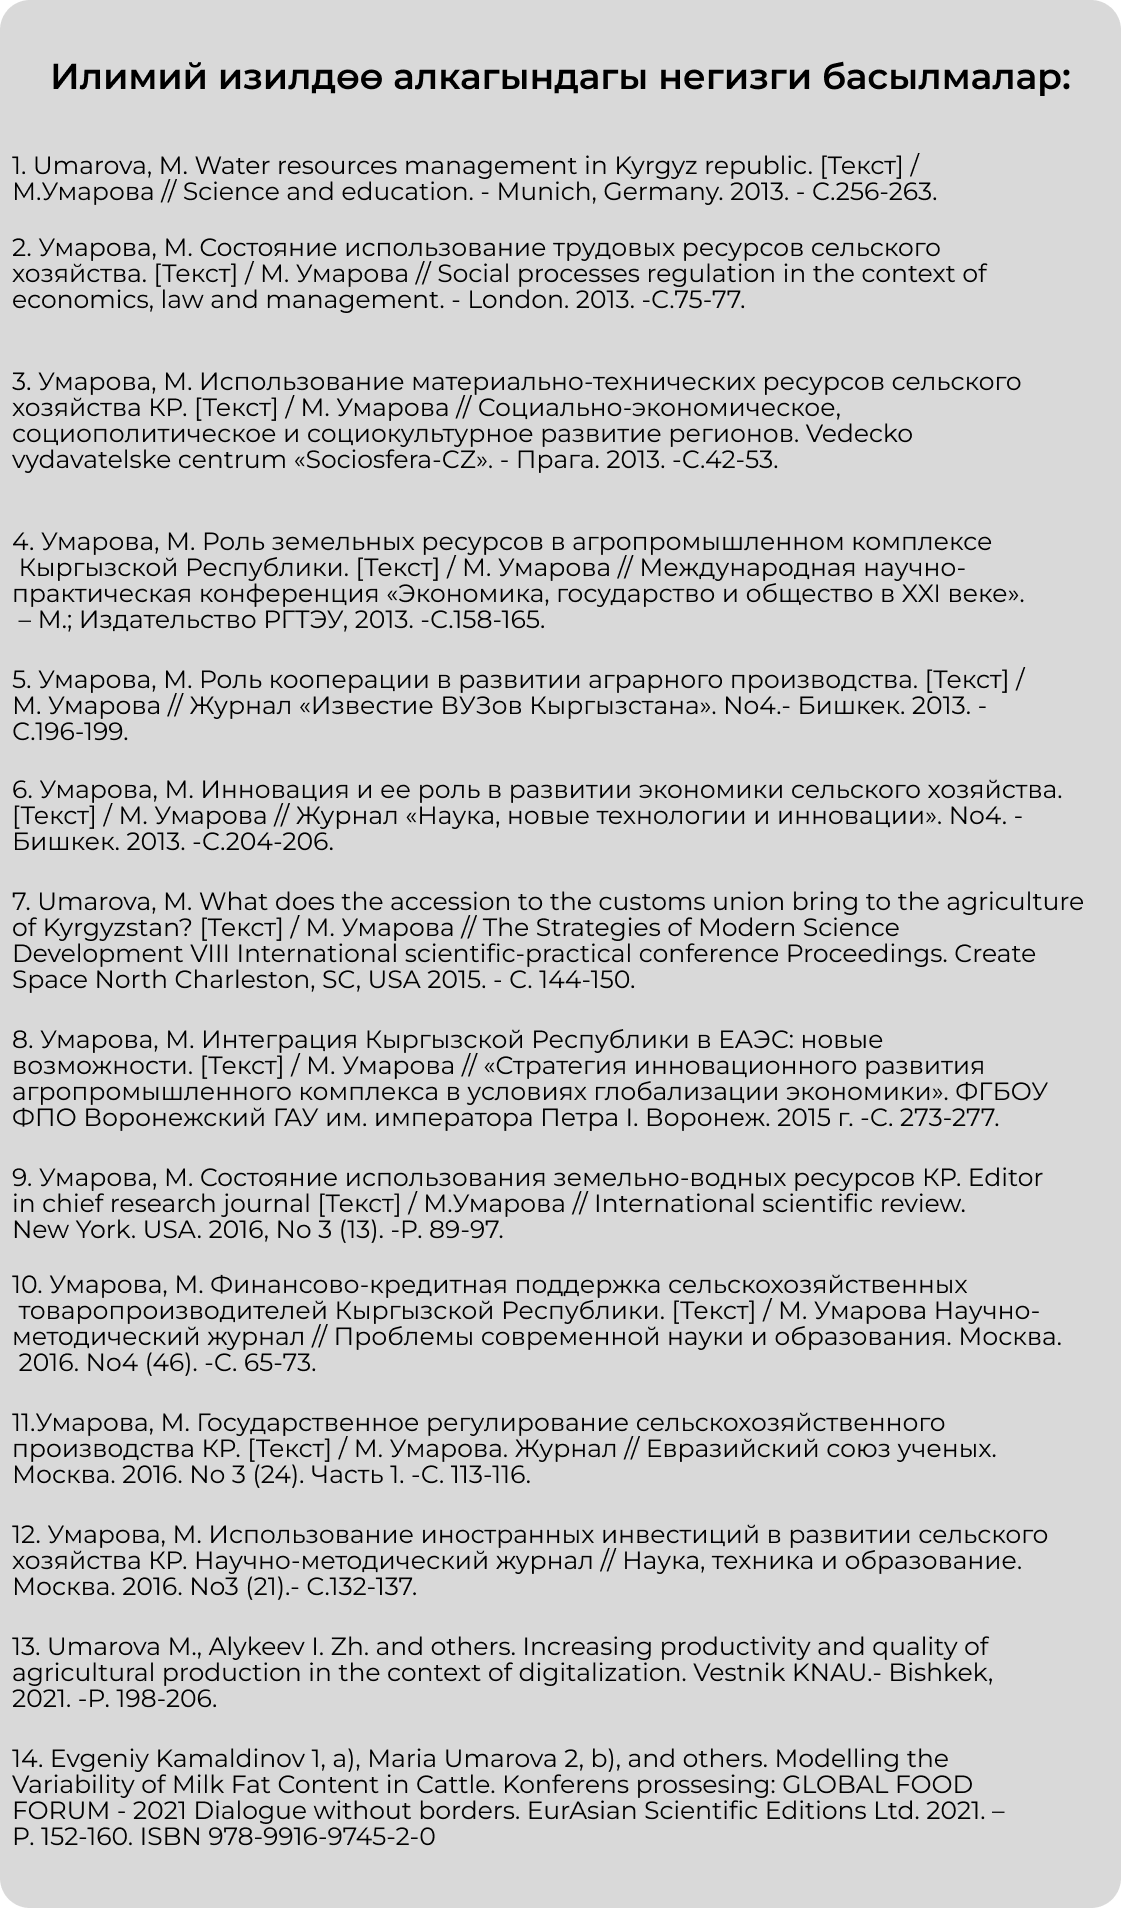 Илимий изилдөө алкагындагы негизги басылмалар:
1. Umarova, M. Water resources management in Kyrgyz republic. [Текст] /
М.Умарова // Science and education. - Munich, Germany. 2013. - С.256-263.
2. Умарова, М. Состояние использование трудовых ресурсов сельского
хозяйства. [Текст] / М. Умарова // Social processes regulation in the context of
economics, law and management. - London. 2013. -С.75-77.
3. Умарова, М. Использование материально-технических ресурсов сельского
хозяйства КР. [Текст] / М. Умарова // Социально-экономическое,
социополитическое и социокультурное развитие регионов. Vedecko
vydavatelske centrum «Sociosfera-CZ». - Прага. 2013. -С.42-53.
4. Умарова, М. Роль земельных ресурсов в агропромышленном комплексе
Кыргызской Республики. [Текст] / М. Умарова // Международная научно-
практическая конференция «Экономика, государство и общество в XXI веке».
– М.; Издательство РГТЭУ, 2013. -С.158-165.
5. Умарова, М. Роль кооперации в развитии аграрного производства. [Текст] /
М. Умарова // Журнал «Известие ВУЗов Кыргызстана». No4.- Бишкек. 2013. -
С.196-199.
6. Умарова, М. Инновация и ее роль в развитии экономики сельского хозяйства.
[Текст] / М. Умарова // Журнал «Наука, новые технологии и инновации». No4. -
Бишкек. 2013. -С.204-206.
7. Umarova, M. What does the accession to the customs union bring to the agriculture
of Kyrgyzstan? [Текст] / М. Умарова // The Strategies of Modern Science
Development VIII International scientific-practical conference Proceedings. Create
Space North Charleston, SC, USA 2015. - С. 144-150.
8. Умарова, М. Интеграция Кыргызской Республики в ЕАЭС: новые
возможности. [Текст] / М. Умарова // «Стратегия инновационного развития
агропромышленного комплекса в условиях глобализации экономики». ФГБОУ
ФПО Воронежский ГАУ им. императора Петра I. Воронеж. 2015 г. -С. 273-277.
9. Умарова, М. Состояние использования земельно-водных ресурсов КР. Editor
in chief research journal [Текст] / М.Умарова // International scientific review.
New York. USA. 2016, No 3 (13). -P. 89-97.
10. Умарова, М. Финансово-кредитная поддержка сельскохозяйственных
товаропроизводителей Кыргызской Республики. [Текст] / М. Умарова Научно-
методический журнал // Проблемы современной науки и образования. Москва.
2016. No4 (46). -С. 65-73.
11.Умарова, М. Государственное регулирование сельскохозяйственного
производства КР. [Текст] / М. Умарова. Журнал // Евразийский союз ученых.
Москва. 2016. No 3 (24). Часть 1. -С. 113-116.
12. Умарова, М. Использование иностранных инвестиций в развитии сельского
хозяйства КР. Научно-методический журнал // Наука, техника и образование.
Москва. 2016. No3 (21).- С.132-137.
13. Umarova M., Alykeev I. Zh. and others. Increasing productivity and quality of
agricultural production in the context of digitalization. Vestnik KNAU.- Bishkek,
2021. -P. 198-206.
14. Evgeniy Kamaldinov 1, a), Maria Umarova 2, b), and others. Modelling the
Variability of Milk Fat Content in Cattle. Konferens prossesing: GLOBAL FOOD
FORUM - 2021 Dialogue without borders. EurAsian Scientific Editions Ltd. 2021. –
P. 152-160. ISBN 978-9916-9745-2-0